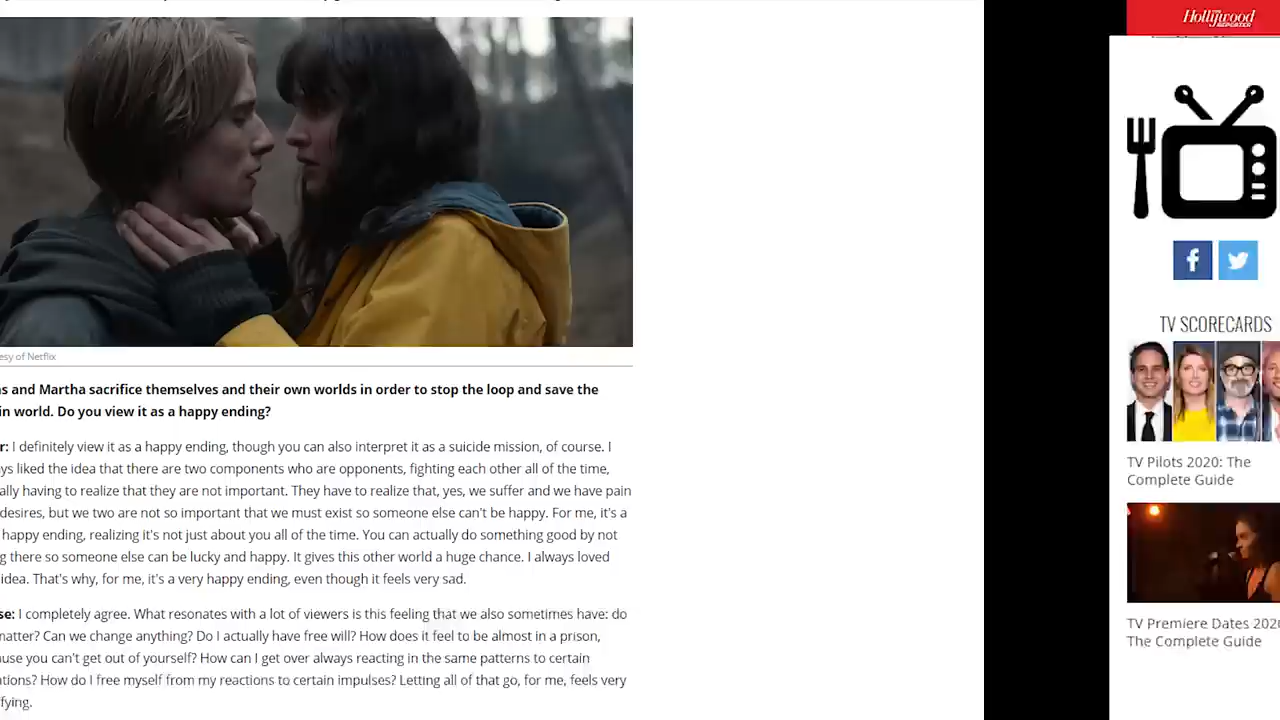 Hollywood
REPORTER
esy of Netflix
as and Martha sacrifice themselves and their own worlds in order to stop the loop and save the
in world. Do you view it as a happy ending?
r: I definitely view it as a happy ending, though you can also interpret it as a suicide mission, of course. I
ys liked the idea that there are two components who are opponents, fighting each other all of the time,
ally having to realize that they are not important. They have to realize that, yes, we suffer and we have pain
desires, but we two are not so important that we must exist so someone else can't be happy. For me, it's a
happy ending, realizing it's not just about you all of the time. You can actually do something good by not
g there so someone else can be lucky and happy. It gives this other world a huge chance. I always loved
idea. That's why, for me, it's a very happy ending, even though it feels very sad.
se: I completely agree. What resonates with a lot of viewers is this feeling that we also sometimes have: do
matter? Can we change anything? Do I actually have free will? How does it feel to be almost in a prison,
use you can't get out of yourself? How can I get over always reacting in the same patterns to certain
tions? How do I free myself from my reactions to certain impulses? Letting all of that go, for me, feels very
fying.
TV SCORECARDS
TV Pilots 2020: The
Complete Guide
TV Premiere Dates 202
The Complete Guide